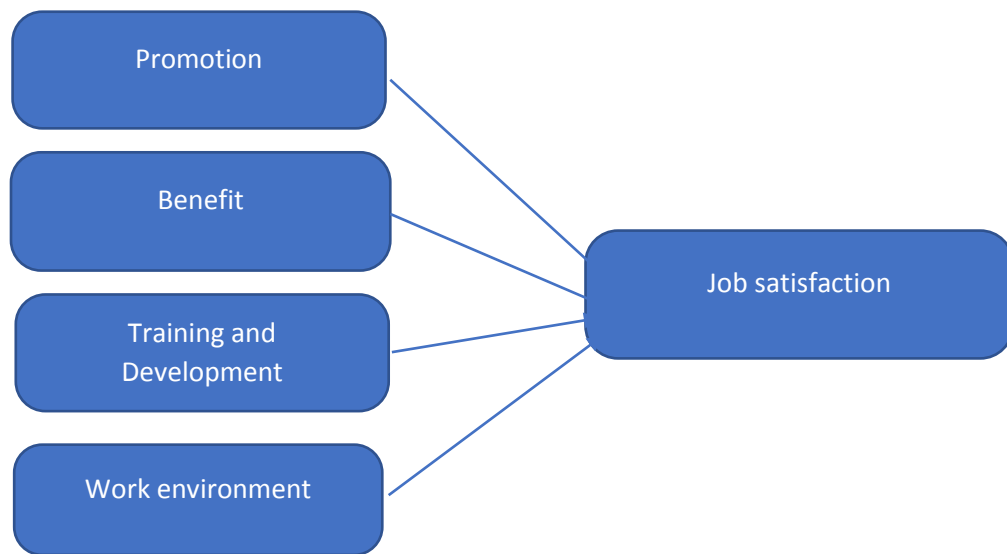 Promotion
Benefit
Training and
Development
Work environment
Job satisfaction